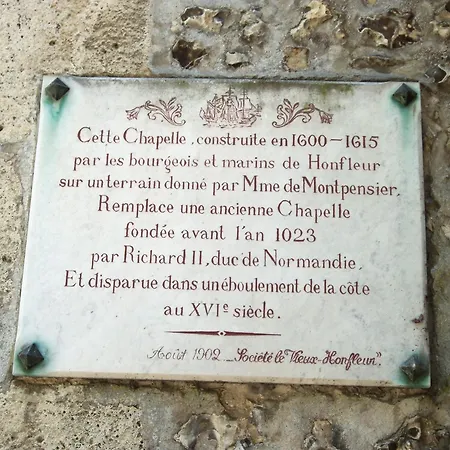 Cette Chapelle, construite en 1600-1615
par les bourgeois et marins de Honfleur
sur un terrain donné par Mme de Montpensier.
Remplace une ancienne Chapelle
fondée avant l'an 1023
par Richard II, duc de Normandie.
Et disparue dans un éboulement de la côte
au XVIe siècle.
Août 1902 _ Société le "Vieux-Honfleur".